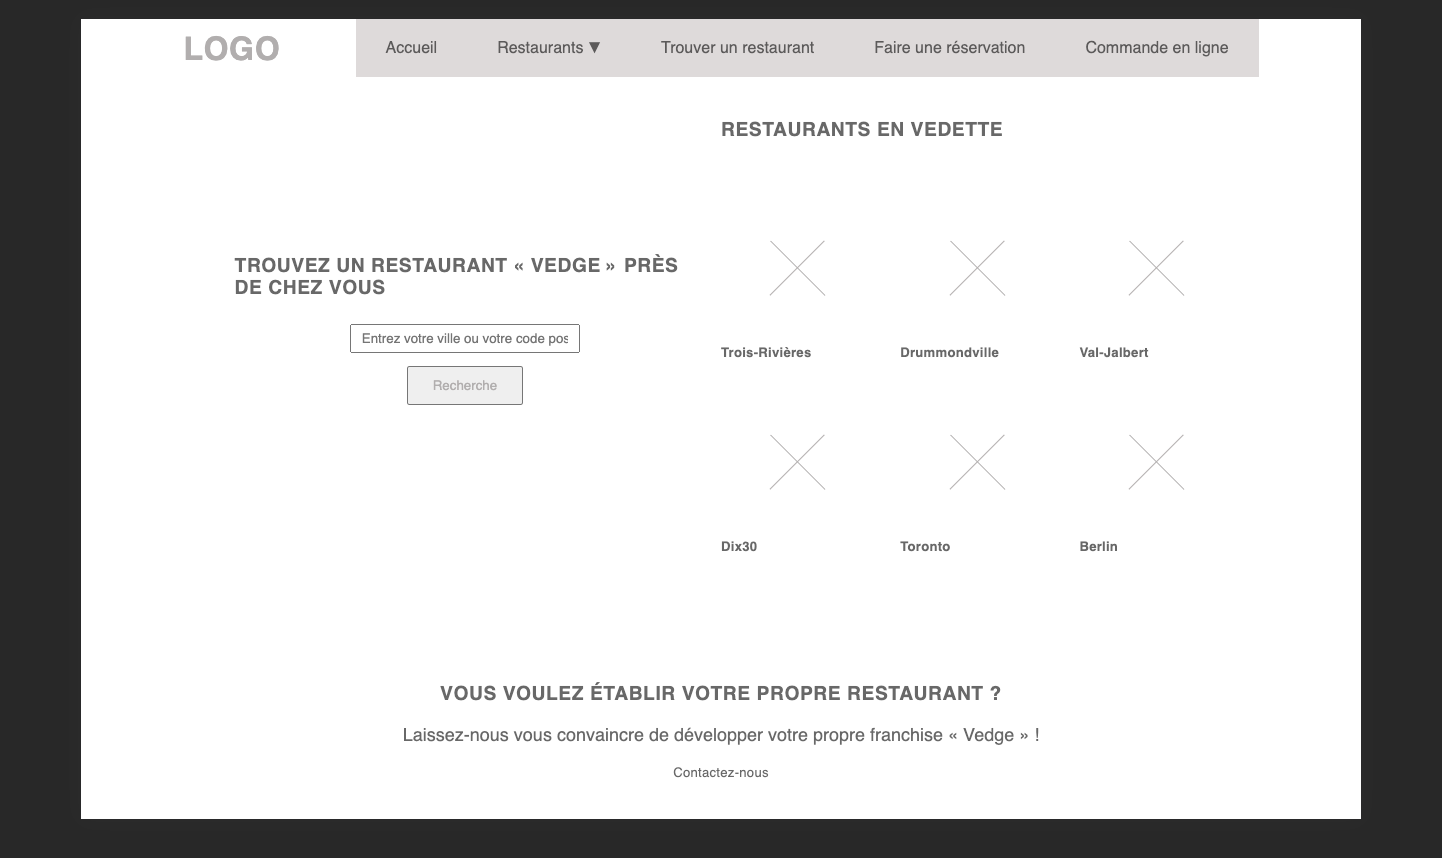 LOGO
Accueil
Restaurants ▼
Trouver un restaurant
Faire une réservation
Commande en ligne
RESTAURANTS EN VEDETTE
TROUVEZ UN RESTAURANT « VEDGE » PRÈS
DE CHEZ VOUS
Entrez votre ville ou votre code pos
Recherche
Trois-Rivières
Drummondville
Val-Jalbert
Dix30
Toronto
Berlin
VOUS VOULEZ ÉTABLIR VOTRE PROPRE RESTAURANT ?
Laissez-nous vous convaincre de développer votre propre franchise « Vedge » !
Contactez-nous